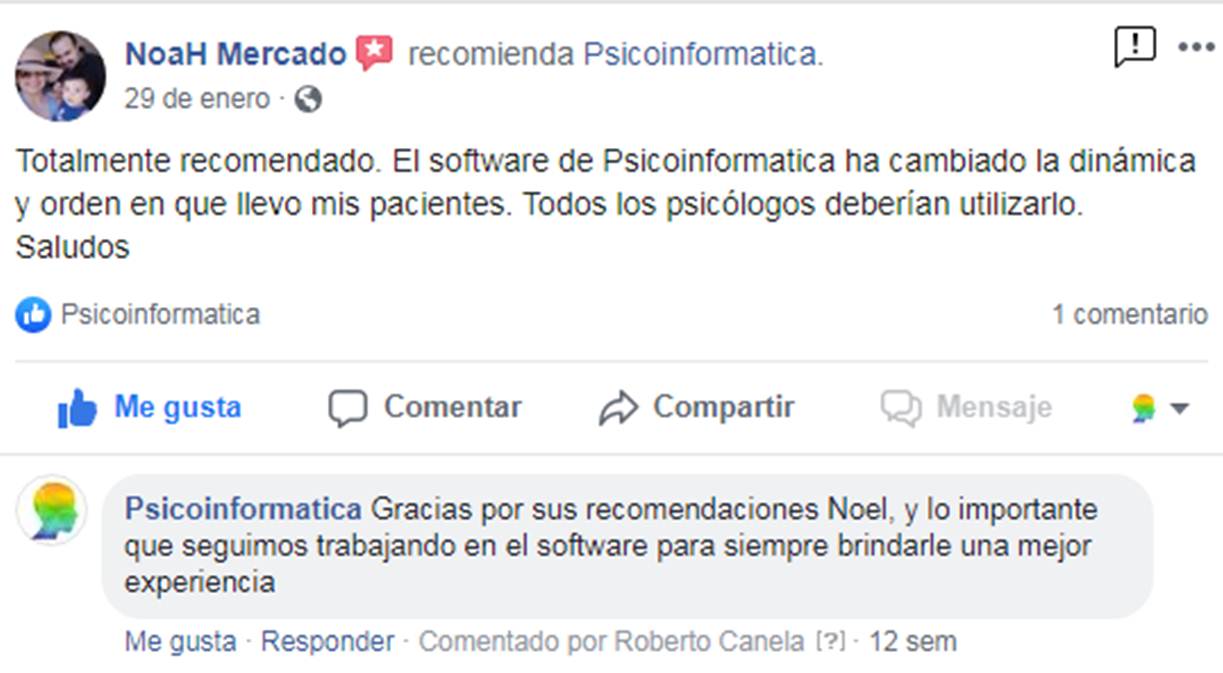 NoaH Mercado recomienda Psicoinformatica.
29 de enero ·
Totalmente recomendado. El software de Psicoinformatica ha cambiado la dinámica
y orden en que llevo mis pacientes. Todos los psicólogos deberían utilizarlo.
Saludos
Psicoinformatica 1 comentario
Me gusta Comentar Compartir Mensaje
Psicoinformatica Gracias por sus recomendaciones Noel, y lo importante
que seguimos trabajando en el software para siempre brindarle una mejor
experiencia
Me gusta · Responder · Comentado por Roberto Canela [?] · 12 sem